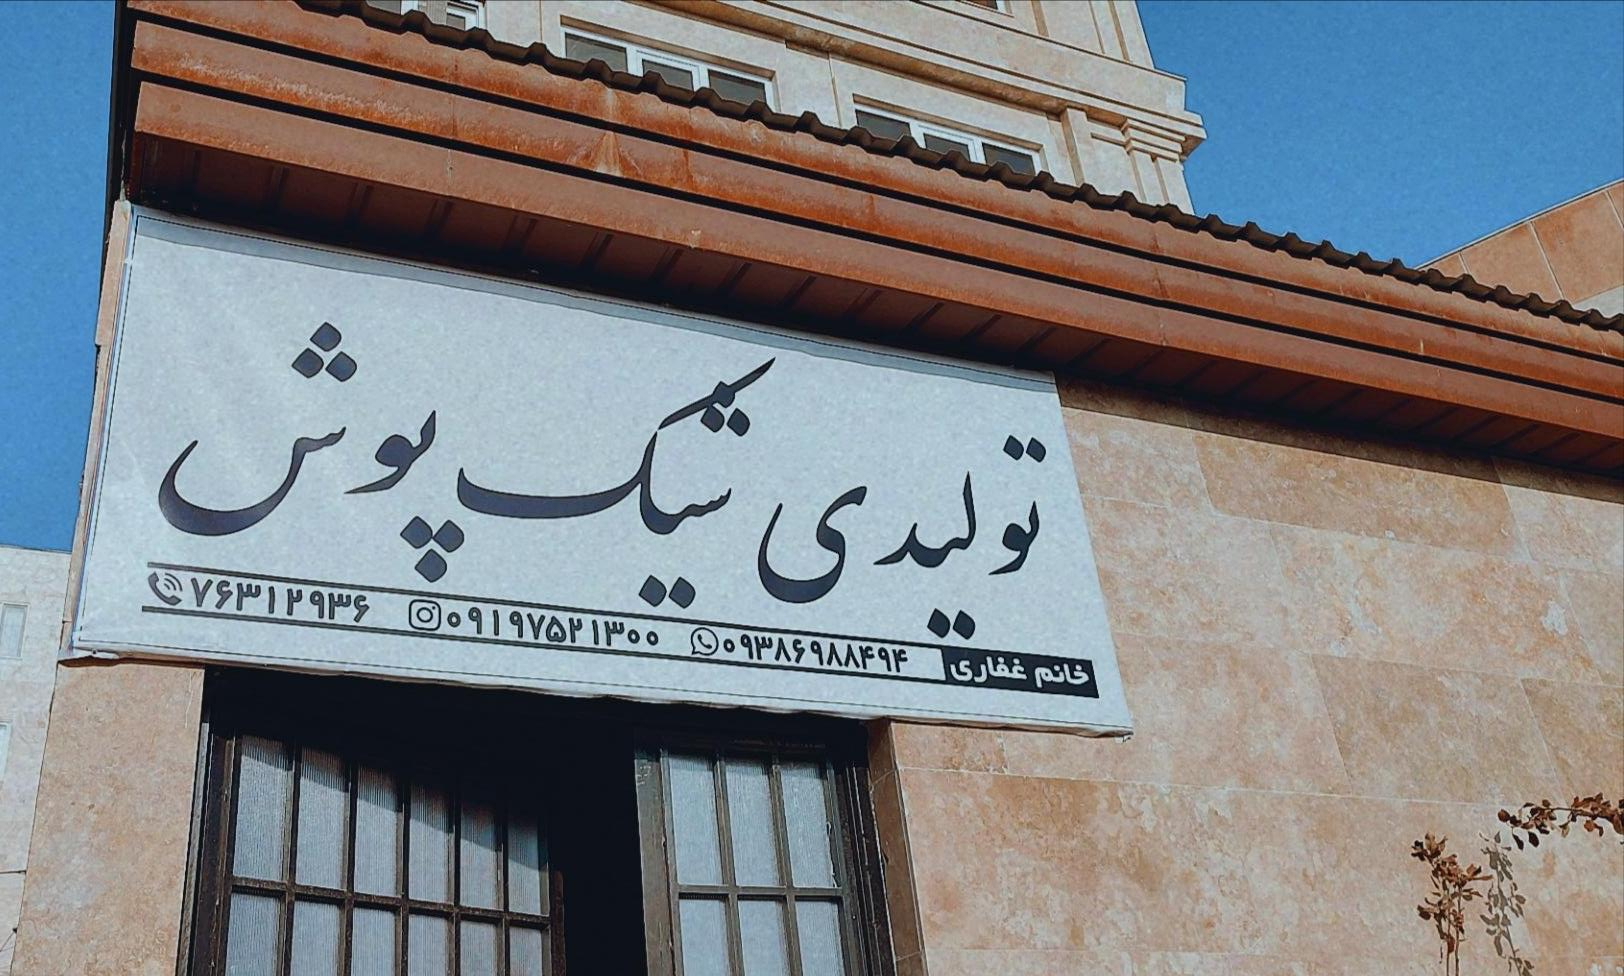 تولیدی شیک پوش
خانم غفاری ۰۹۳۸۶۹۸۸۴۹۴ ۰۹۱۹۷۵۲۱۳۰۰ ۷۶۳۱۲۹۳۶